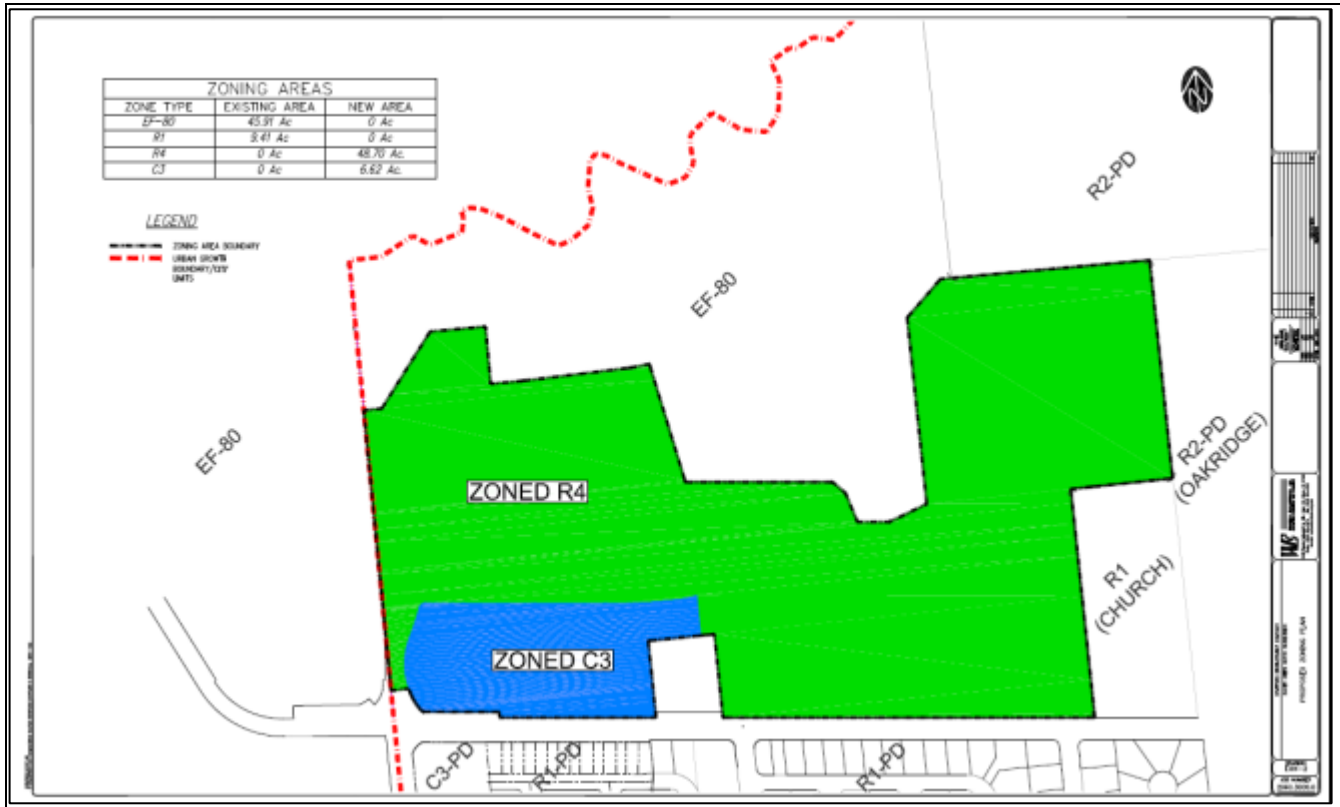 ZONING AREAS
ZONE TYPE EXISTING AREA NEW AREA
EF-80 45.91 Ac 0 Ac
R1 9.41 Ac 0 Ac
R4 0 Ac 48.70 Ac.
C3 0 Ac 6.62 Ac.
LEGEND
ZONING AREA BOUNDARY
URBAN GROWTH
BOUNDARY/CITY
LIMITS
R2-PD
EF-80
EF-80
R2-PD
(OAKRIDGE)
ZONED R4
R1
(CHURCH)
ZONED C3
C3-PD
R1-PD
R1-PD
PROPOSED ZONING PLAN